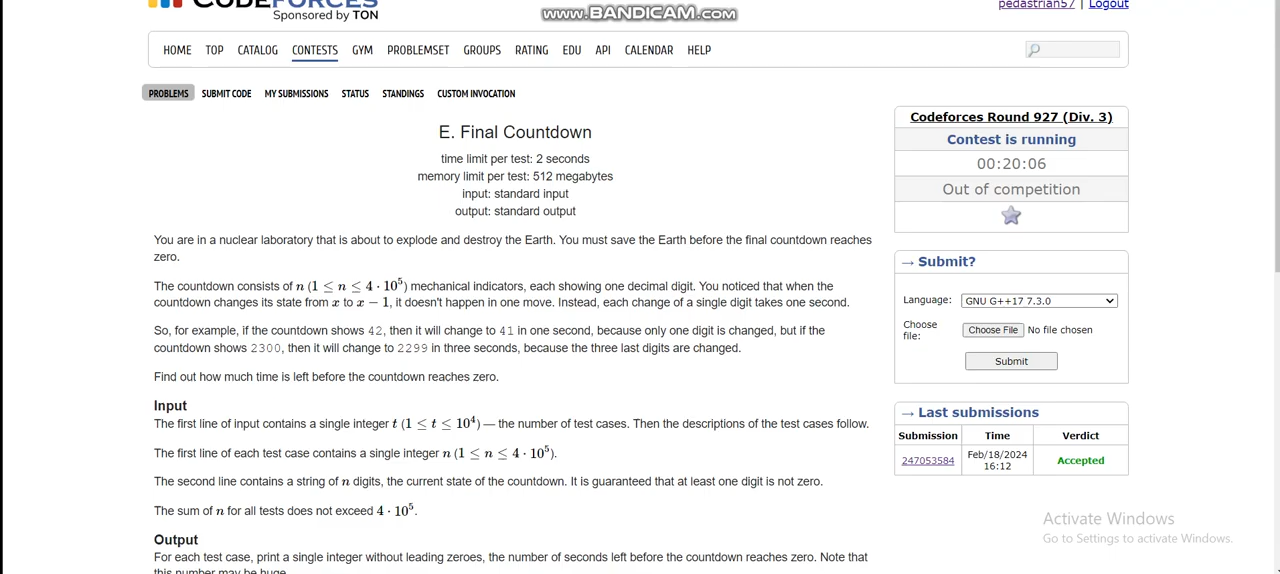 CODEFORCES
Sponsored by TON
www.BANDICAM.com
pedastrian57 | Logout
HOME TOP CATALOG CONTESTS GYM PROBLEMSET GROUPS RATING EDU API CALENDAR HELP
PROBLEMS SUBMIT CODE MY SUBMISSIONS STATUS STANDINGS CUSTOM INVOCATION
E. Final Countdown
time limit per test: 2 seconds
memory limit per test: 512 megabytes
input: standard input
output: standard output
You are in a nuclear laboratory that is about to explode and destroy the Earth. You must save the Earth before the final countdown reaches
zero.
The countdown consists of n (1 ≤ n ≤ 4 · 10⁵) mechanical indicators, each showing one decimal digit. You noticed that when the
countdown changes its state from x to x − 1, it doesn't happen in one move. Instead, each change of a single digit takes one second.
So, for example, if the countdown shows 42, then it will change to 41 in one second, because only one digit is changed, but if the
countdown shows 2300, then it will change to 2299 in three seconds, because the three last digits are changed.
Find out how much time is left before the countdown reaches zero.
Input
The first line of input contains a single integer t (1 ≤ t ≤ 10⁴) — the number of test cases. Then the descriptions of the test cases follow.
The first line of each test case contains a single integer n (1 ≤ n ≤ 4 · 10⁵).
The second line contains a string of n digits, the current state of the countdown. It is guaranteed that at least one digit is not zero.
The sum of n for all tests does not exceed 4 · 10⁵.
Output
For each test case, print a single integer without leading zeroes, the number of seconds left before the countdown reaches zero. Note that
this number may be huge.
Codeforces Round 927 (Div. 3)
Contest is running
00:20:06
Out of competition
→ Submit?
Language: GNU G++17 7.3.0
Choose
file: Choose File No file chosen
Submit
→ Last submissions
Submission Time Verdict
247053584 Feb/18/2024
16:12 Accepted
Activate Windows
Go to Settings to activate Windows.